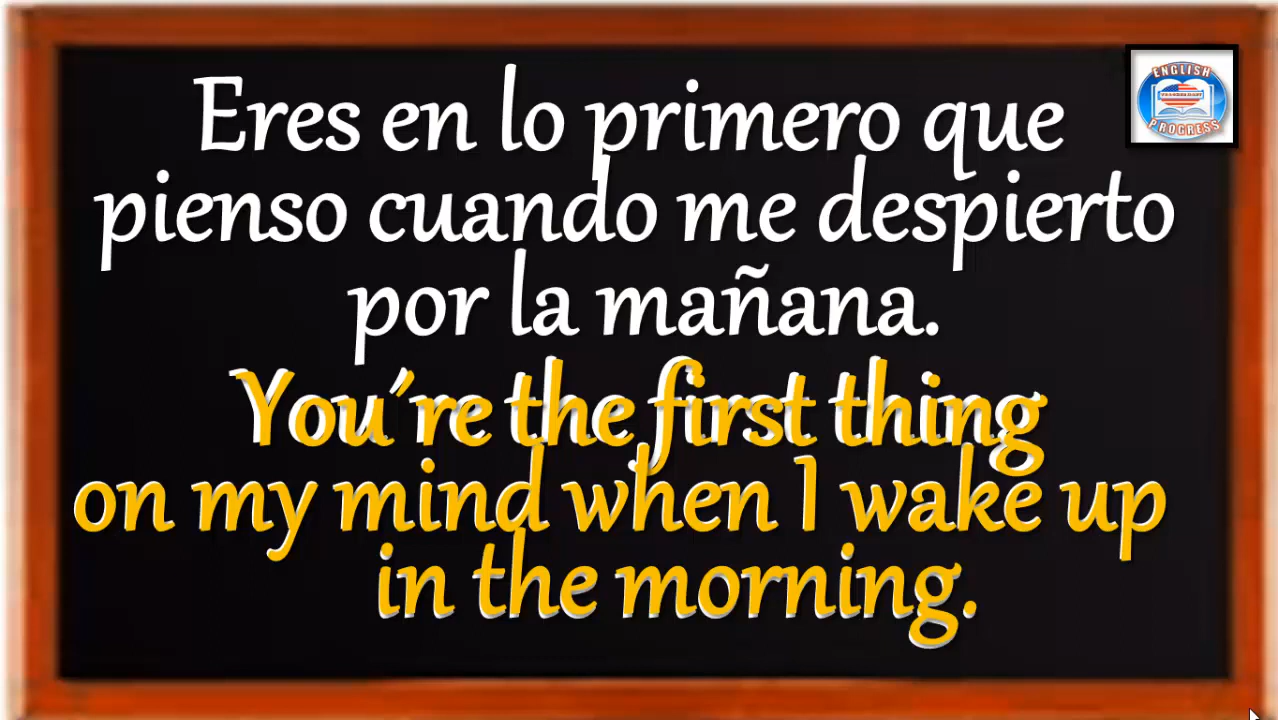 Eres en lo primero que
pienso cuando me despierto
por la mañana.
You´re the first thing
on my mind when I wake up
in the morning.
ENGLISH
PROGRESS